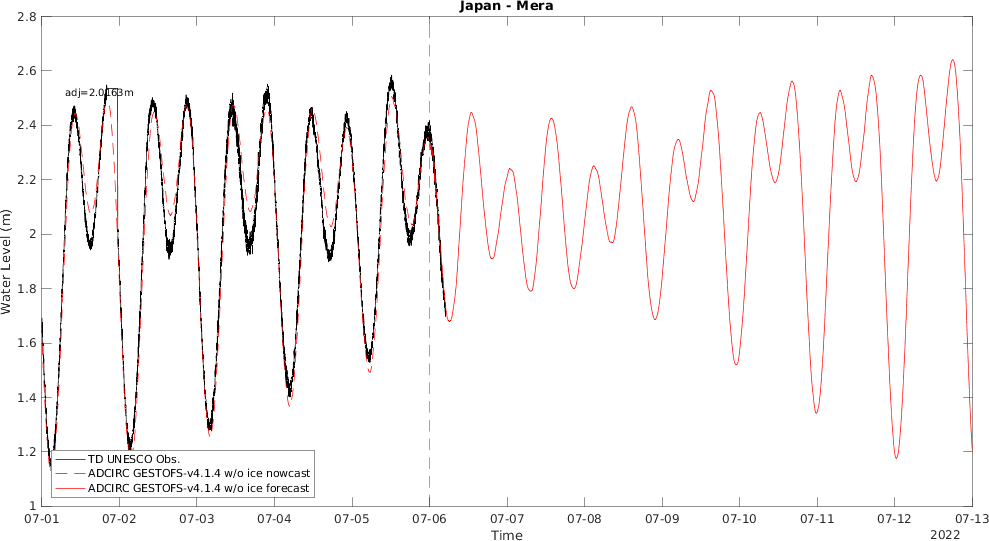 Japan - Mera
2.8
2.6
2.4
2.2
2
1.8
1.6
1.4
1.2
1
Water Level (m)
adj=2.0163m
TD UNESCO Obs.
ADCIRC GESTOFS-v4.1.4 w/o ice nowcast
ADCIRC GESTOFS-v4.1.4 w/o ice forecast
07-01 07-02 07-03 07-04 07-05 07-06 07-07 07-08 07-09 07-10 07-11 07-12 07-13
Time
2022